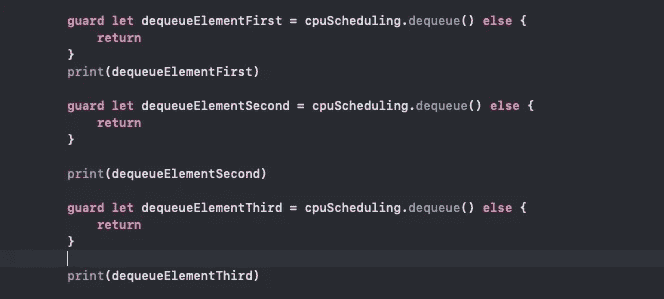 guard let dequeueElementFirst = cpuScheduling.dequeue() else {
return
}
print(dequeueElementFirst)
guard let dequeueElementSecond = cpuScheduling.dequeue() else {
return
}
print(dequeueElementSecond)
guard let dequeueElementThird = cpuScheduling.dequeue() else {
return
}
print(dequeueElementThird)